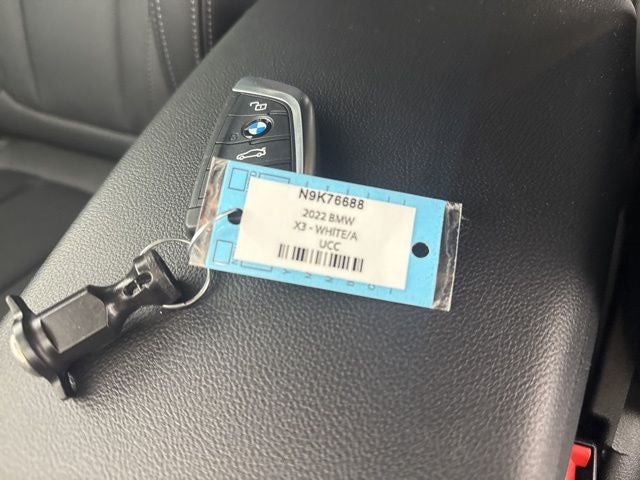 N9K76688
2022 BMW
X3 - WHITE/A
UCC